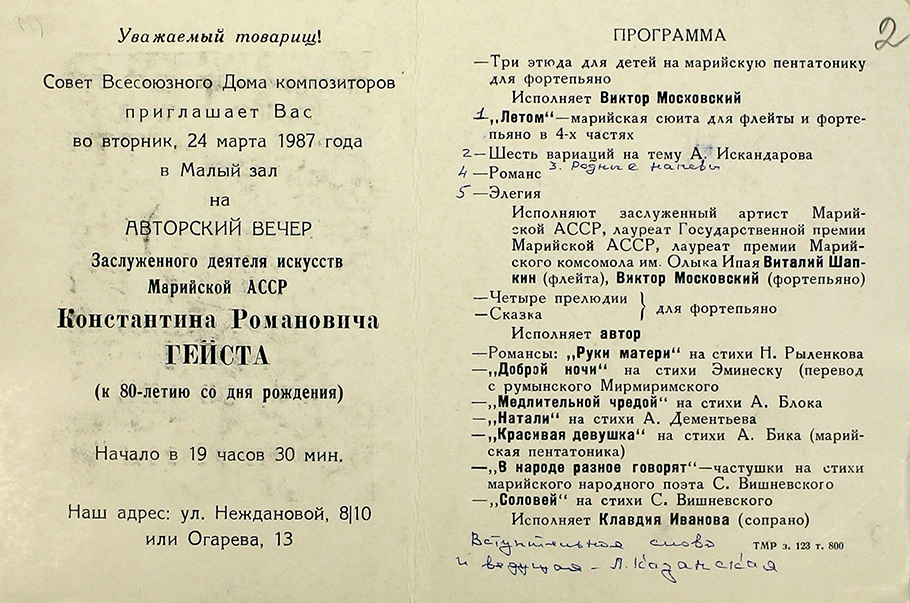 Уважаемый товарищ!
Совет Всесоюзного Дома композиторов
приглашает Вас
во вторник, 24 марта 1987 года
в Малый зал
на
АВТОРСКИЙ ВЕЧЕР
Заслуженного деятеля искусств
Марийской АССР
Константина Романовича
ГЕЙСТА
(к 80-летию со дня рождения)
Начало в 19 часов 30 мин.
Наш адрес: ул. Неждановой, 8|10
или Огарева, 13
2
ПРОГРАММА
—Три этюда для детей на марийскую пентатонику
для фортепьяно
Исполняет Виктор Московский
1 —„Летом“—марийская сюита для флейты и форте-
пьяно в 4-х частях
2 —Шесть вариаций на тему А. Искандарова
3. Родные напевы
4 —Романс
5 —Элегия
Исполняют заслуженный артист Марий-
ской АССР, лауреат Государственной премии
Марийской АССР, лауреат премии Марий-
ского комсомола им. Олыка Ипая Виталий Шап-
кин (флейта), Виктор Московский (фортепьяно)
—Четыре прелюдии } для фортепьяно
—Сказка
Исполняет автор
—Романсы: „Руки матери“ на стихи Н. Рыленкова
—„Доброй ночи“ на стихи Эминеску (перевод
с румынского Мирмиримского
—„Медлительной чредой“ на стихи А. Блока
—„Натали“ на стихи А. Дементьева
—„Красивая девушка“ на стихи А. Бика (марий-
ская пентатоника)
—„В народе разное говорят“—частушки на стихи
марийского народного поэта С. Вишневского
—„Соловей“ на стихи С. Вишневского
Исполняет Клавдия Иванова (сопрано)
Вступительное слово
ТМР з. 123 т. 800
и ведущая - Л. Казанская